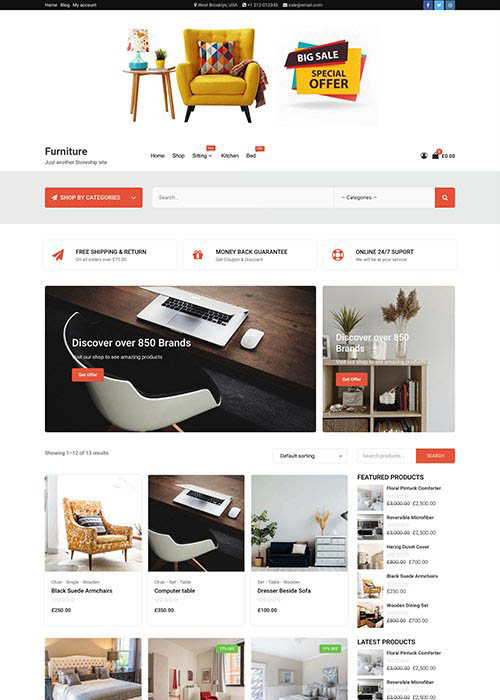 Home Blog My account
West Brooklyn, USA +1 212-012345 sale@email.com
BIG SALE
SPECIAL
OFFER
Furniture
Just another Storeship site
Home Shop Sitting Kitchen Bed
0
£0.00
SHOP BY CATEGORIES
Search...
— Categories —
FREE SHIPPING & RETURN
On all orders over $75.00
MONEY BACK GUARANTEE
Get Coupon & Discount
ONLINE 24/7 SUPORT
We will be at your service
Discover over 850 Brands
Visit our shop to see amazing products
Get Offer
Discover over 850
Brands
Visit our shop to see amazing products
Get Offer
Showing 1–12 of 13 results
Default sorting
Search products...
SEARCH
Chair · Single · Wooden
Black Suede Armchairs
£250.00
Chair · Set · Table
Computer table
£350.00
Set · Table · Wooden
Dresser Beside Sofa
£100.00
FEATURED PRODUCTS
Floral Pintuck Comforter
£3,000.00 £2,500.00
Reversible Microfiber
£3,000.00 £2,500.00
Herzig Duvet Cover
£800.00 £700.00
Black Suede Armchairs
£250.00
Wooden Dining Set
£800.00 £700.00
LATEST PRODUCTS
Floral Pintuck Comforter
£3,000.00 £2,500.00
Reversible Microfiber
£3,000.00 £2,500.00
17% OFF
17% OFF